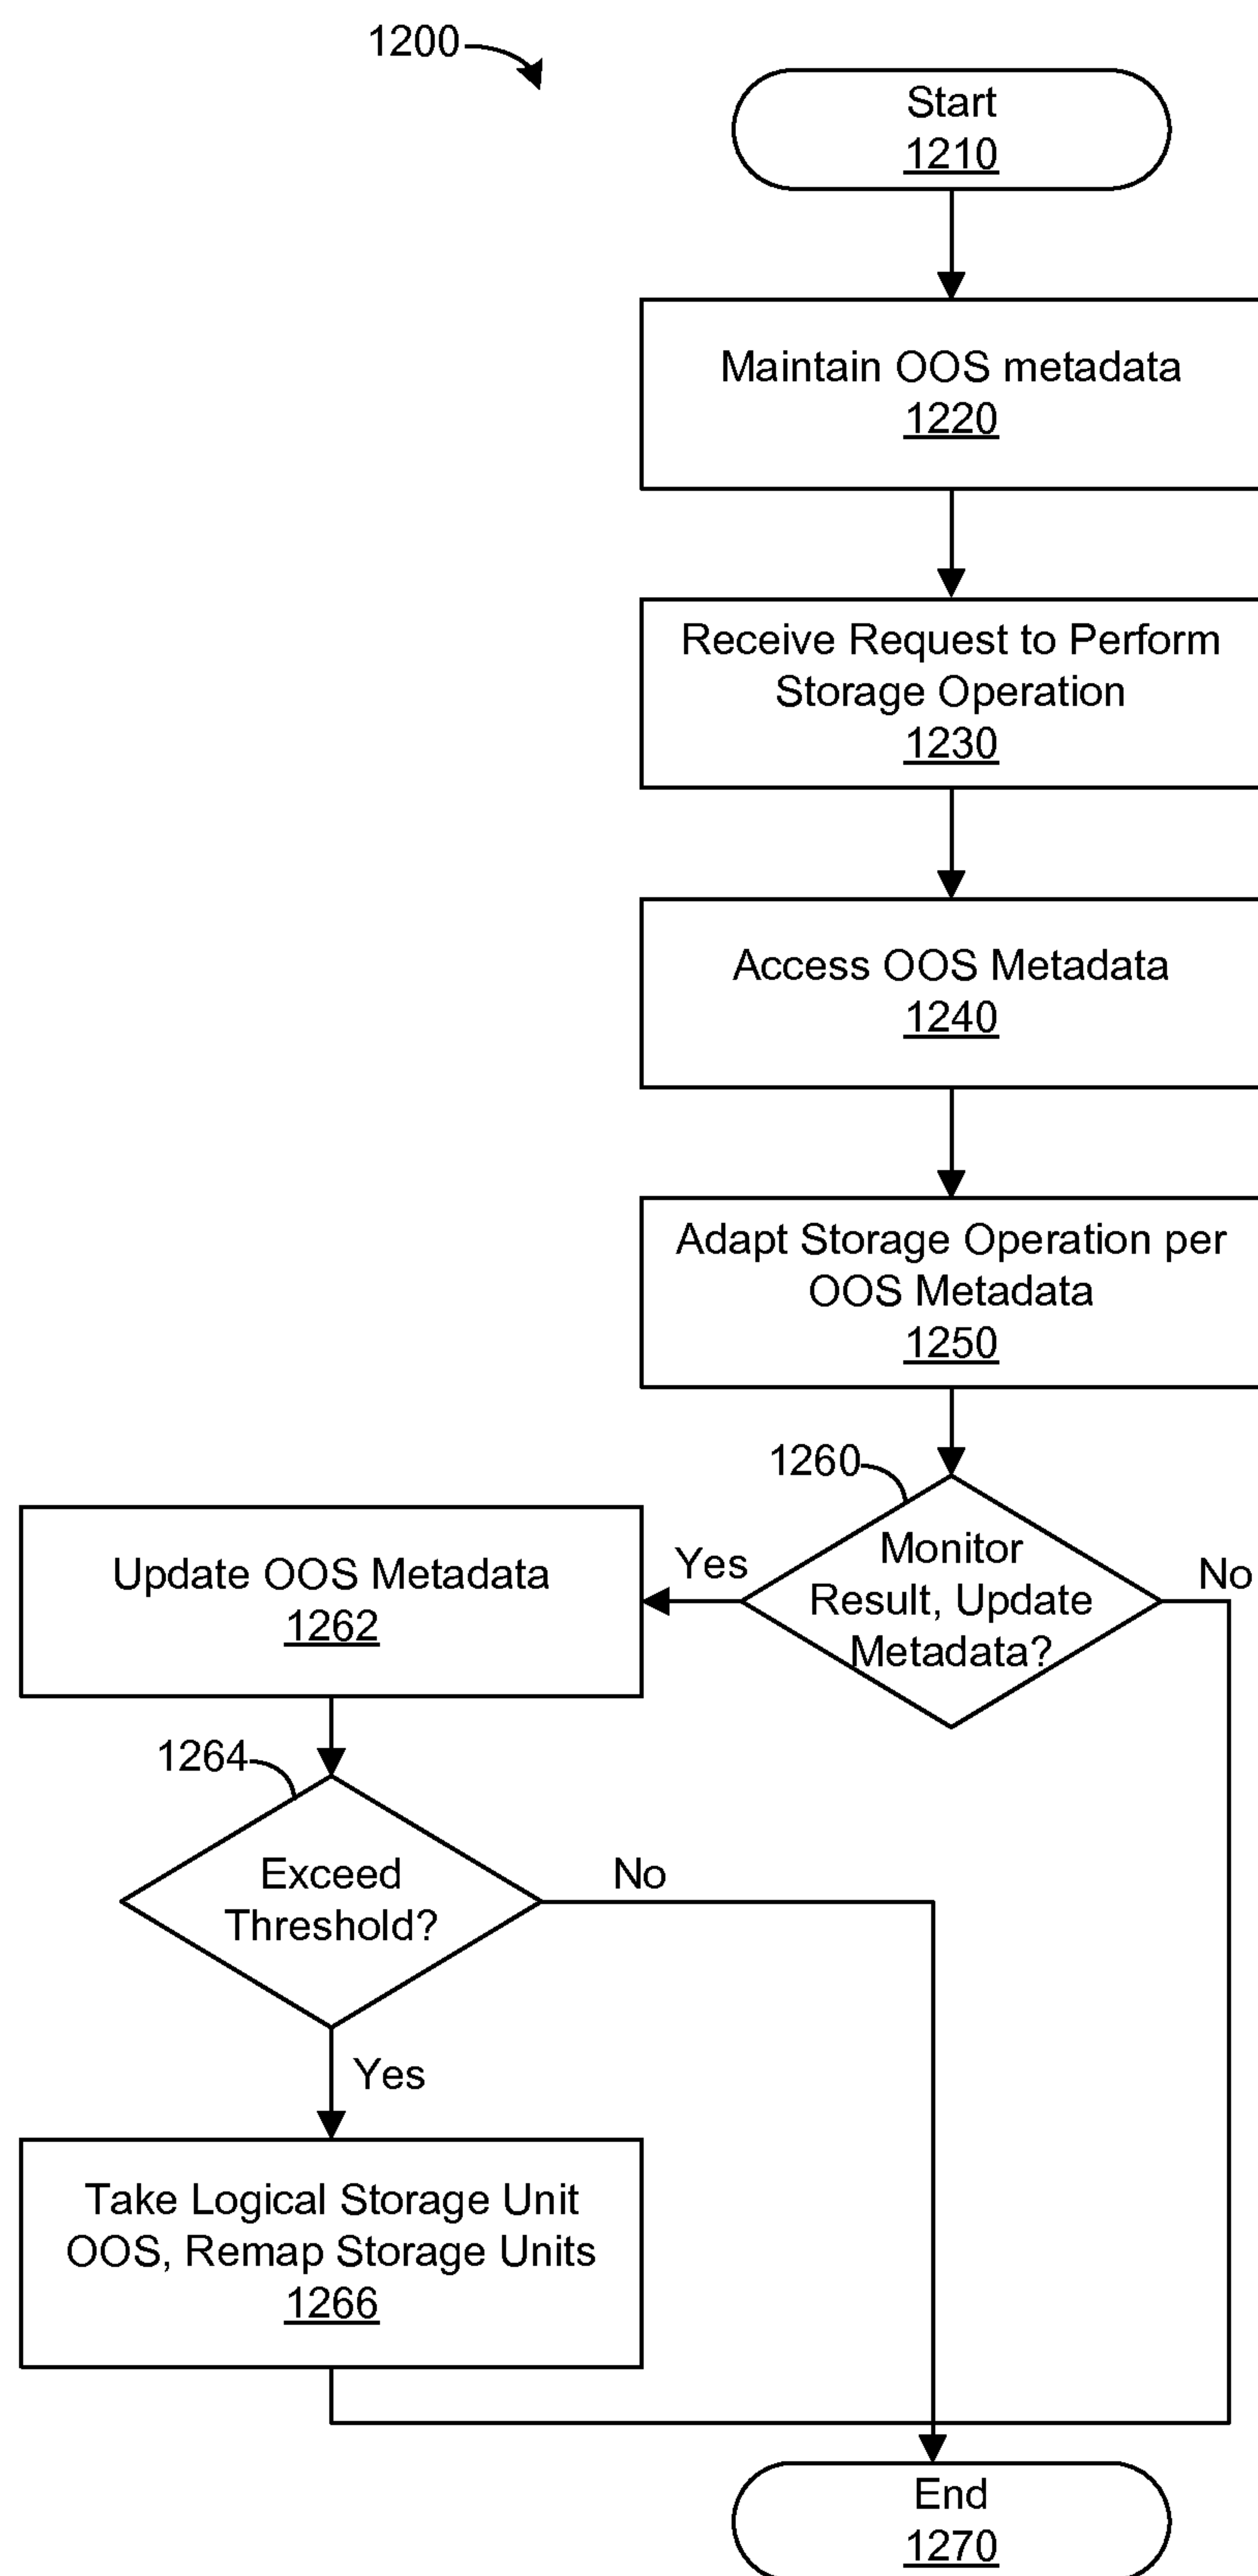 1200
Start
1210
Maintain OOS metadata
1220
Receive Request to Perform
Storage Operation
1230
Access OOS Metadata
1240
Adapt Storage Operation per
OOS Metadata
1250
1260
Monitor
Result, Update
Metadata?
Yes
No
Update OOS Metadata
1262
1264
Exceed
Threshold?
No
Yes
Take Logical Storage Unit
OOS, Remap Storage Units
1266
End
1270